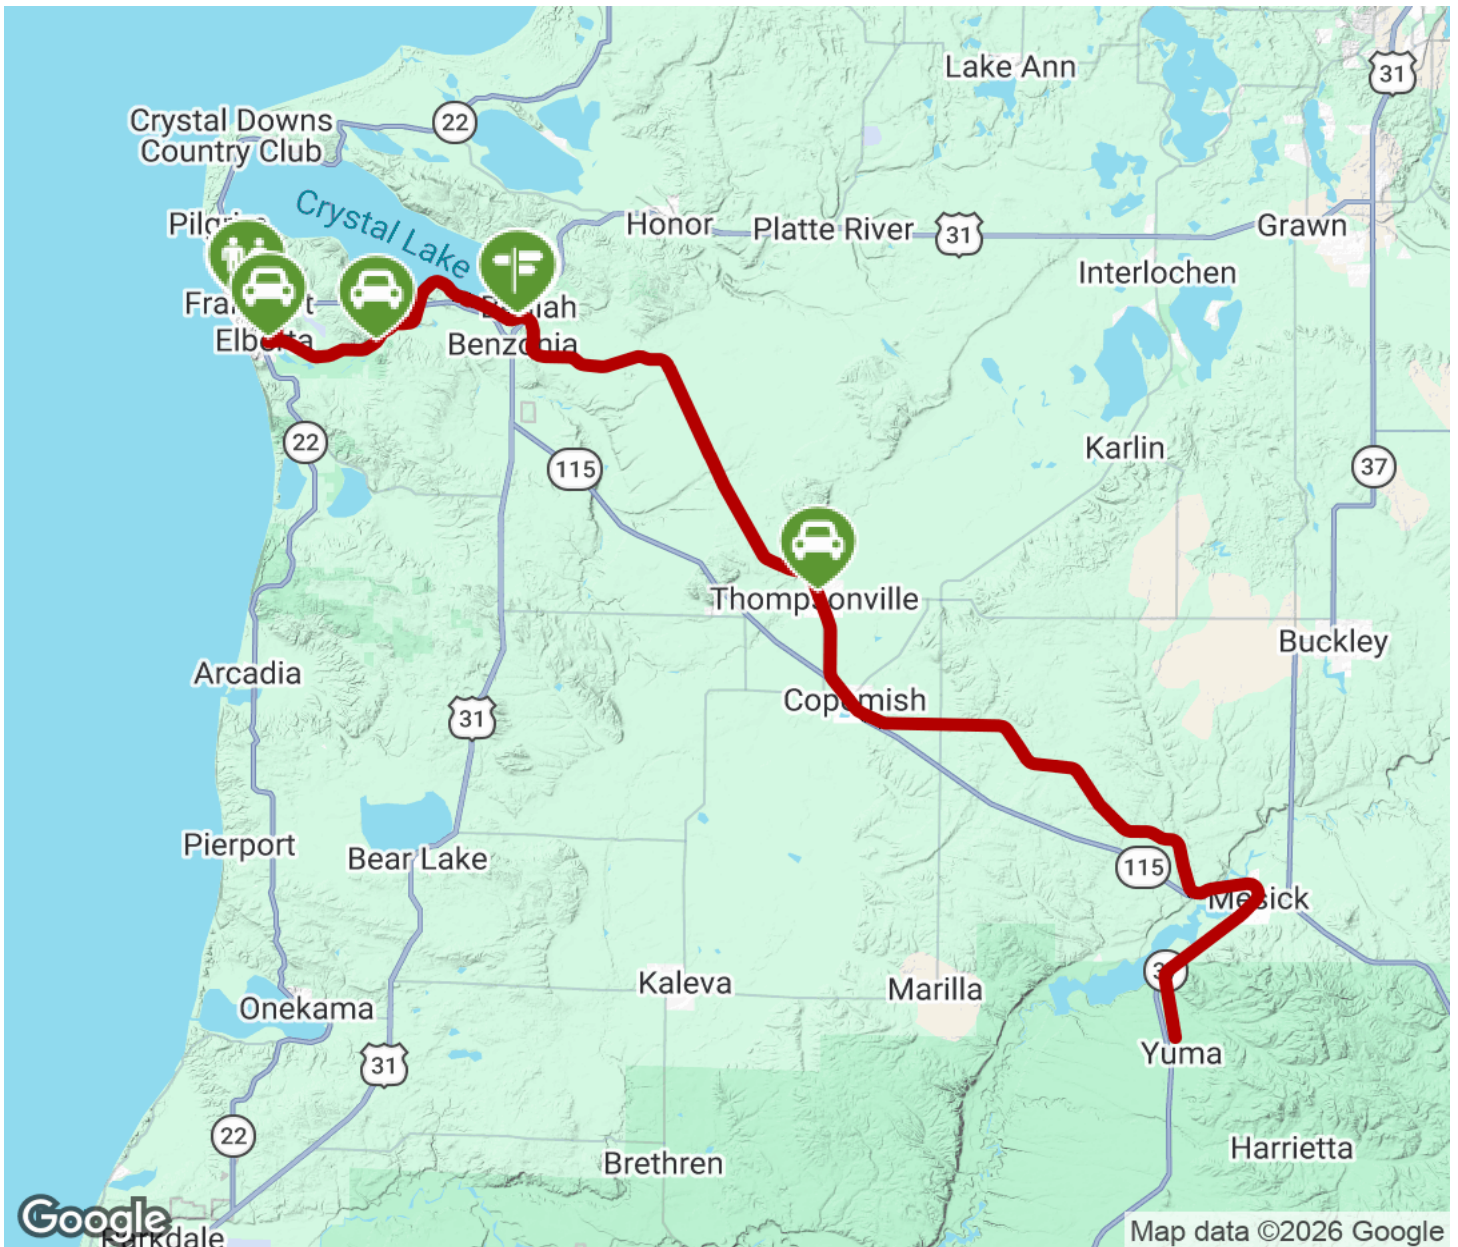 Lake Ann
31
Crystal Downs
Country Club
22
Crystal Lake
Honor
Platte River
31
Grawn
Interlochen
Benzonia
22
115
Karlin
37
Thompsonville
Buckley
Arcadia
31
Copemish
Pierport
Bear Lake
115
Mesick
Kaleva
Marilla
Onekama
31
Yuma
22
Brethren
Harrietta
Google
Parkdale
Map data ©2026 Google